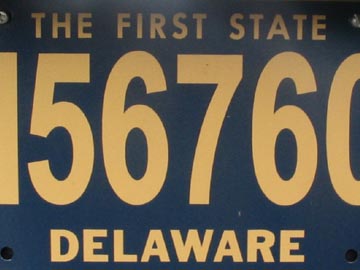 THE FIRST STATE
156760
DELAWARE